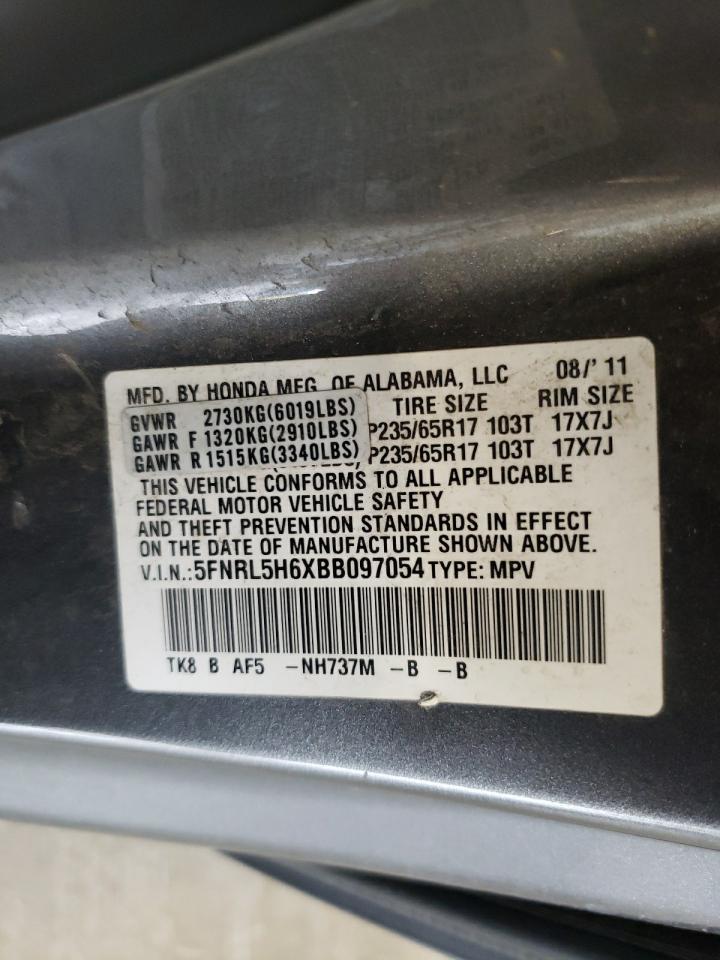 MFD. BY HONDA MFG. OF ALABAMA, LLC 08/'11
GVWR 2730KG(6019LBS) TIRE SIZE RIM SIZE
GAWR F 1320KG(2910LBS) P235/65R17 103T 17X7J
GAWR R 1515KG(3340LBS) P235/65R17 103T 17X7J
THIS VEHICLE CONFORMS TO ALL APPLICABLE
FEDERAL MOTOR VEHICLE SAFETY
AND THEFT PREVENTION STANDARDS IN EFFECT
ON THE DATE OF MANUFACTURE SHOWN ABOVE.
V.I.N.:5FNRL5H6XBB097054 TYPE: MPV
TK8 B AF5 -NH737M -B -B